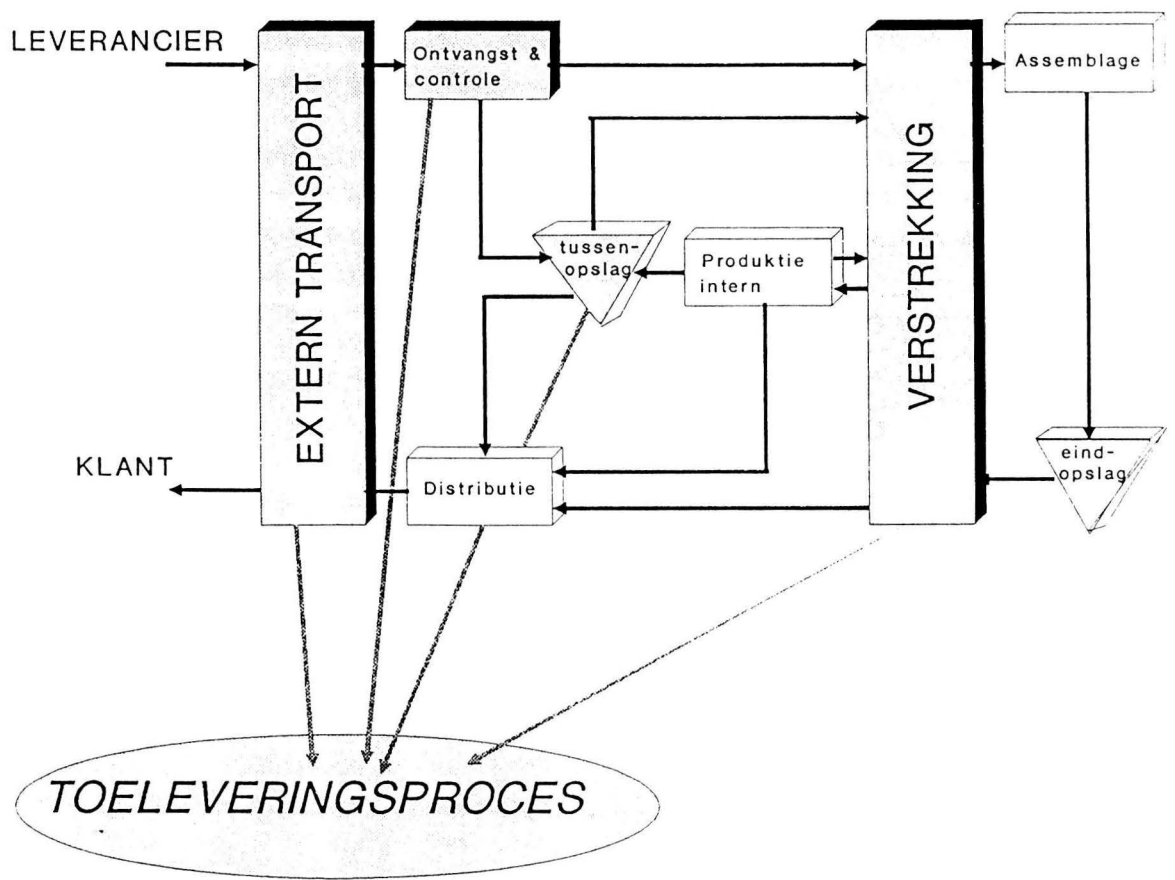 LEVERANCIER
EXTERN TRANSPORT
Ontvangst &
controle
VERSTREKKING
Assemblage
tussen-
opslag
Produktie
intern
KLANT
Distributie
eind-
opslag
TOELEVERINGSPROCES